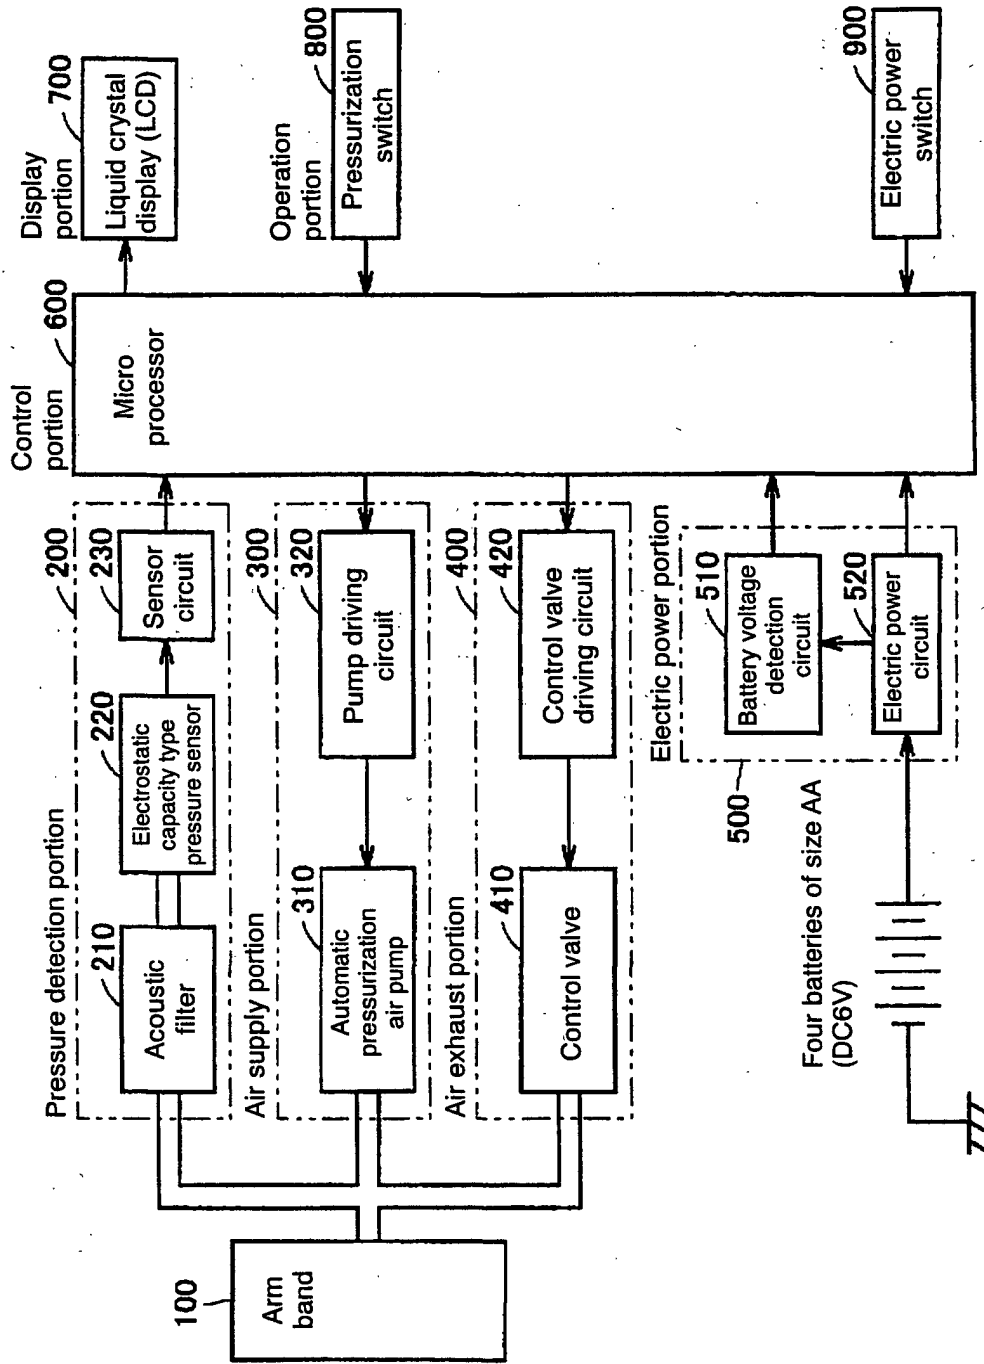 100
Arm
band
Pressure detection portion
200
210
Acoustic
filter
220
Electrostatic
capacity type
pressure sensor
230
Sensor
circuit
Air supply portion
300
310
Automatic
pressurization
air pump
320
Pump driving
circuit
Air exhaust portion
400
410
Control valve
420
Control valve
driving circuit
Electric power portion
500
510
Battery voltage
detection
circuit
520
Electric power
circuit
Four batteries of size AA
(DC6V)
Control
portion
600
Micro
processor
Display
portion
700
Liquid crystal
display (LCD)
Operation
portion
800
Pressurization
switch
900
Electric power
switch